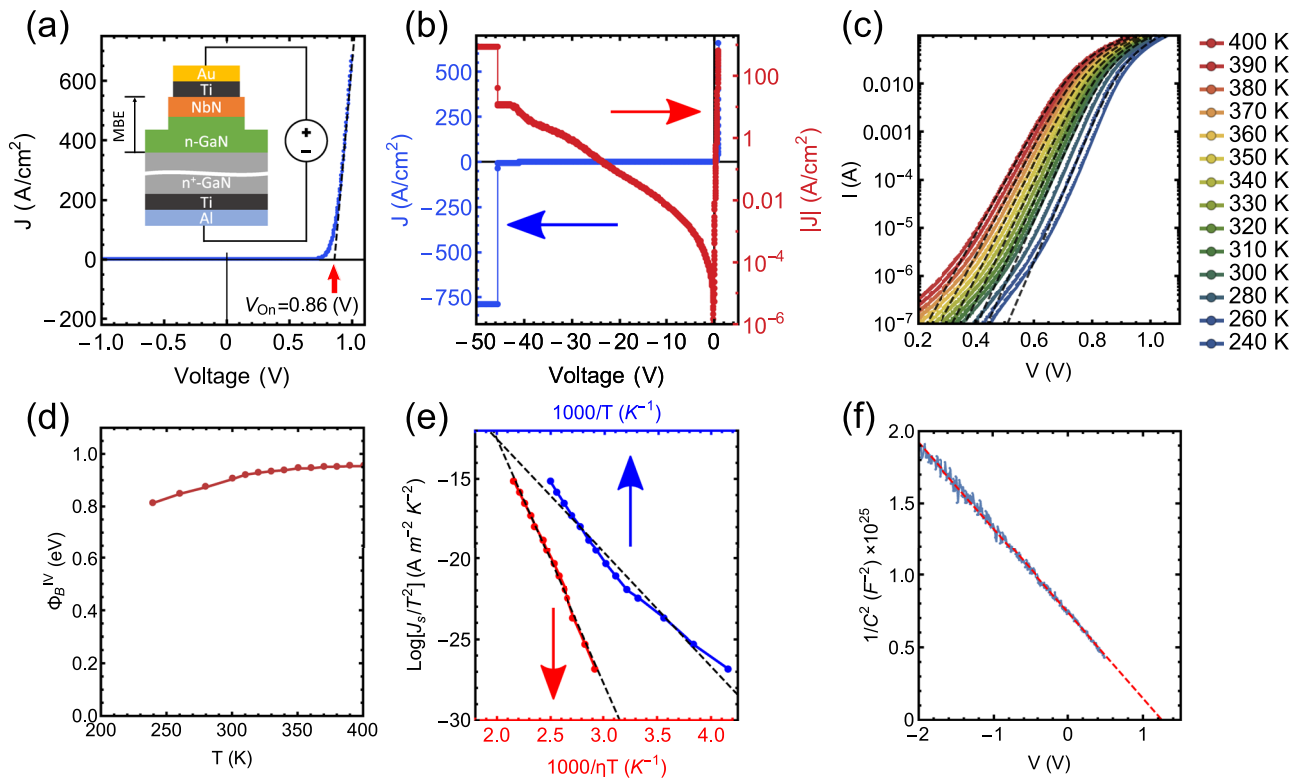 (a)
J (A/cm²)
600
400
200
0
−200
Au
Ti
NbN
MBE
n-GaN
n⁺-GaN
Ti
Al
+
−
V_On=0.86 (V)
−1.0 −0.5 0 0.5 1.0
Voltage (V)
(b)
J (A/cm²)
500
250
0
−250
−500
−750
|J| (A/cm²)
100
1
0.01
10⁻⁴
10⁻⁶
−50 −40 −30 −20 −10 0
Voltage (V)
(c)
I (A)
0.010
0.001
10⁻⁴
10⁻⁵
10⁻⁶
10⁻⁷
0.2 0.4 0.6 0.8 1.0
V (V)
400 K
390 K
380 K
370 K
360 K
350 K
340 K
330 K
320 K
310 K
300 K
280 K
260 K
240 K
(d)
Φ_B^IV (eV)
1.0
0.8
0.6
0.4
0.2
0.0
200 250 300 350 400
T (K)
(e)
1000/T (K⁻¹)
Log[J_s/T²] (A m⁻² K⁻²)
−15
−20
−25
−30
2.0 2.5 3.0 3.5 4.0
1000/ηT (K⁻¹)
(f)
1/C² (F⁻²) ×10²⁵
2.0
1.5
1.0
0.5
0
−2 −1 0 1
V (V)